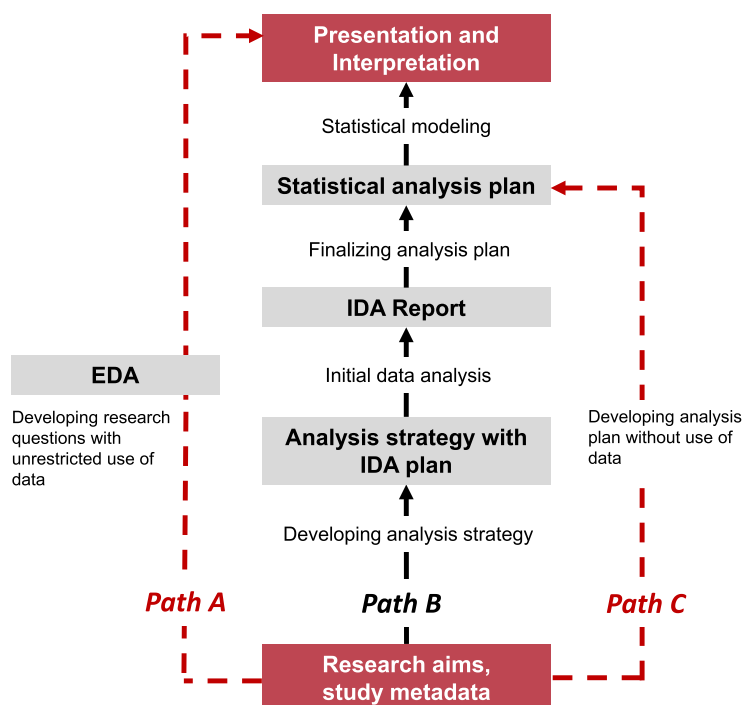 Presentation and
Interpretation
Statistical modeling
Statistical analysis plan
Finalizing analysis plan
IDA Report
EDA
Initial data analysis
Developing research
questions with
unrestricted use of
data
Analysis strategy with
IDA plan
Developing analysis
plan without use of
data
Developing analysis strategy
Path A
Path B
Path C
Research aims,
study metadata